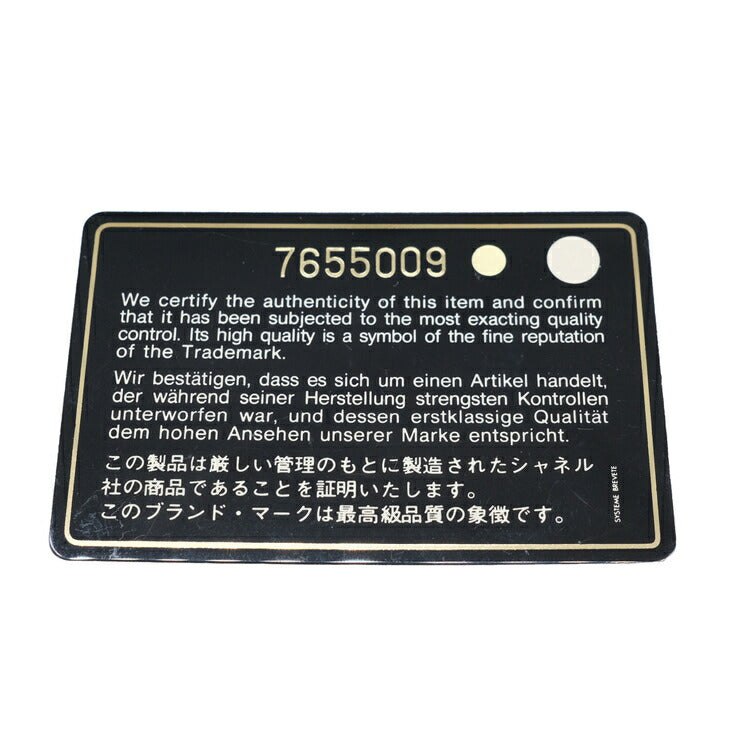 7655009
We certify the authenticity of this item and confirm
that it has been subjected to the most exacting quality
control. Its high quality is a symbol of the fine reputation
of the Trademark.
Wir bestätigen, dass es sich um einen Artikel handelt,
der während seiner Herstellung strengsten Kontrollen
unterworfen war, und dessen erstklassige Qualität
dem hohen Ansehen unserer Marke entspricht.
この製品は厳しい管理のもとに製造されたシャネル
社の商品であることを証明いたします。
このブランド・マークは最高級品質の象徴です。
SYSTEME BREVETE